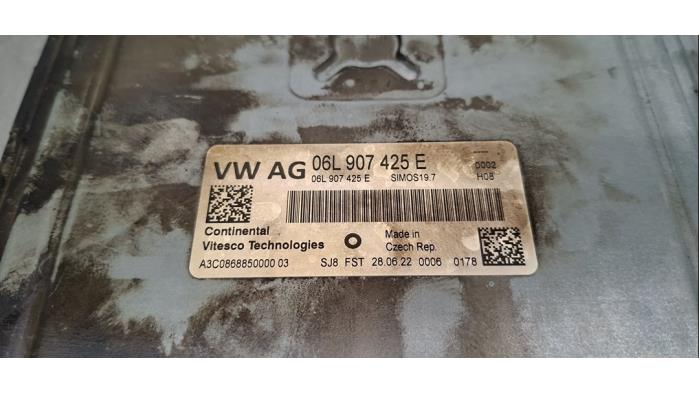 VW AG 06L 907 425 E
0002
06L 907 425 E SIMOS19.7 H08
Continental
Vitesco Technologies
Made in
Czech Rep.
A3C0868850000 03 SJ8 FST 28.06.22 0006 0178